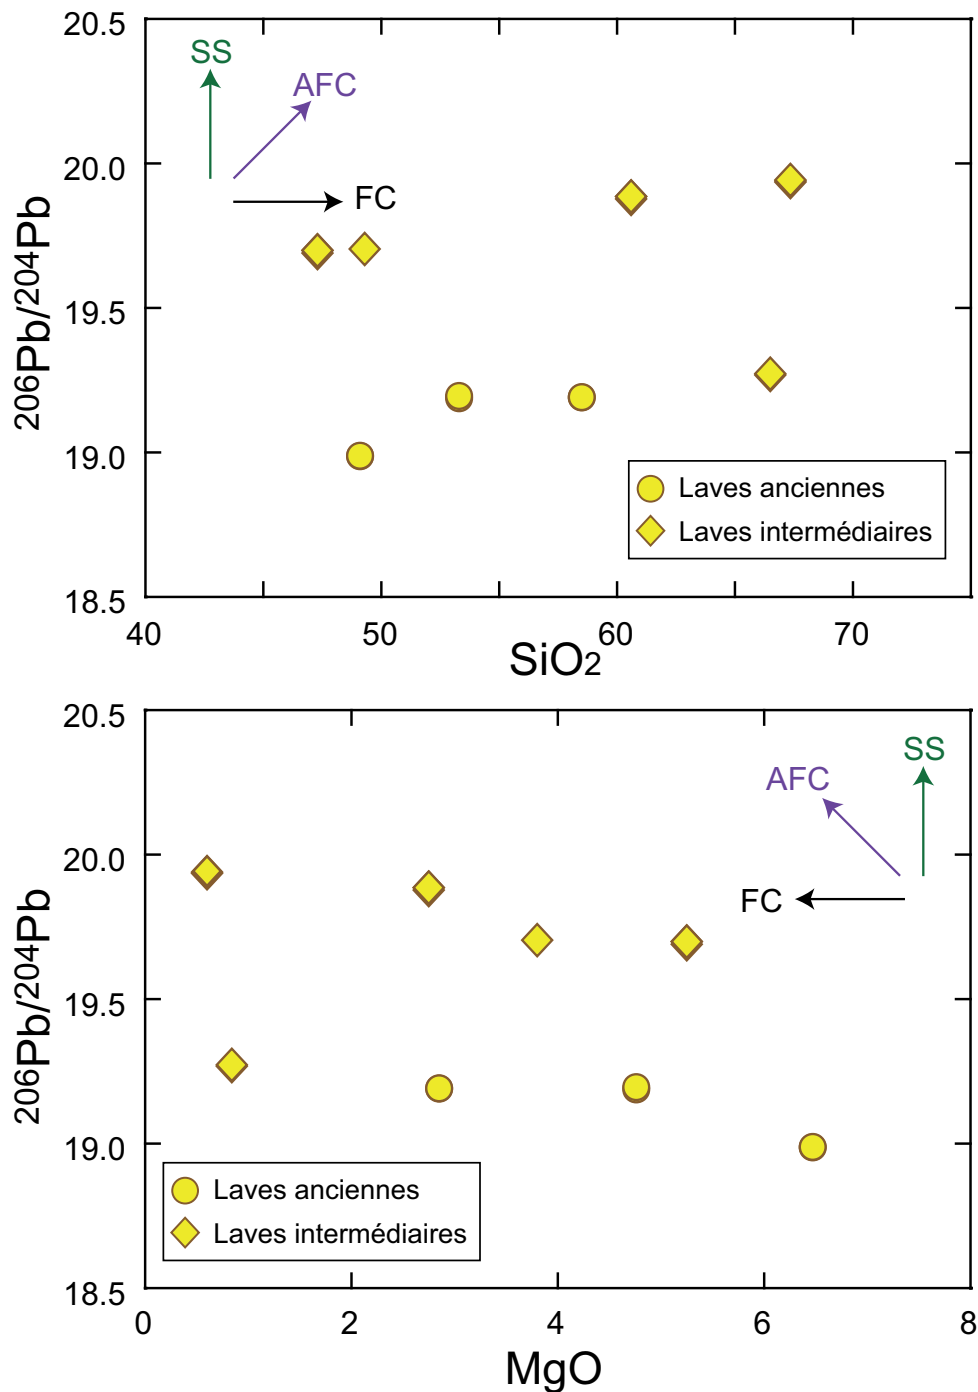 20.5
SS
AFC
20.0
FC
19.5
19.0
18.5
206Pb/204Pb
Laves anciennes
Laves intermédiaires
40
50
60
70
SiO2
20.5
SS
AFC
20.0
FC
19.5
19.0
18.5
206Pb/204Pb
Laves anciennes
Laves intermédiaires
0
2
4
6
8
MgO